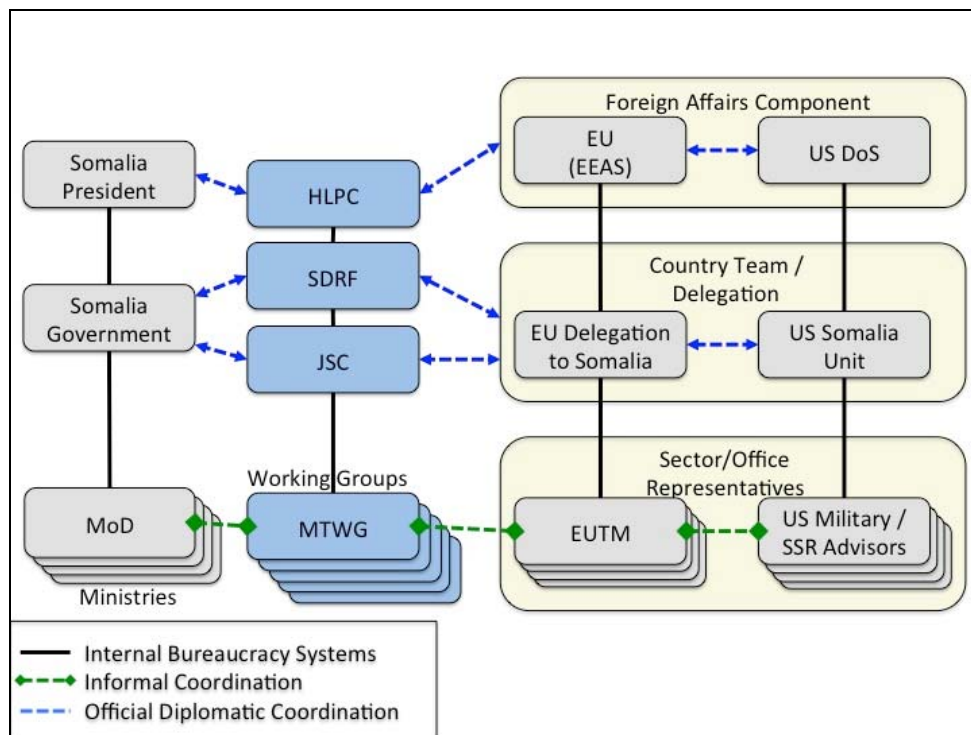 Foreign Affairs Component
Somalia
President
HLPC
EU
(EEAS)
US DoS
Somalia
Government
SDRF
JSC
Country Team /
Delegation
EU Delegation
to Somalia
US Somalia
Unit
Working Groups
Sector/Office
Representatives
MoD
MTWG
EUTM
US Military /
SSR Advisors
Ministries
Internal Bureaucracy Systems
Informal Coordination
Official Diplomatic Coordination